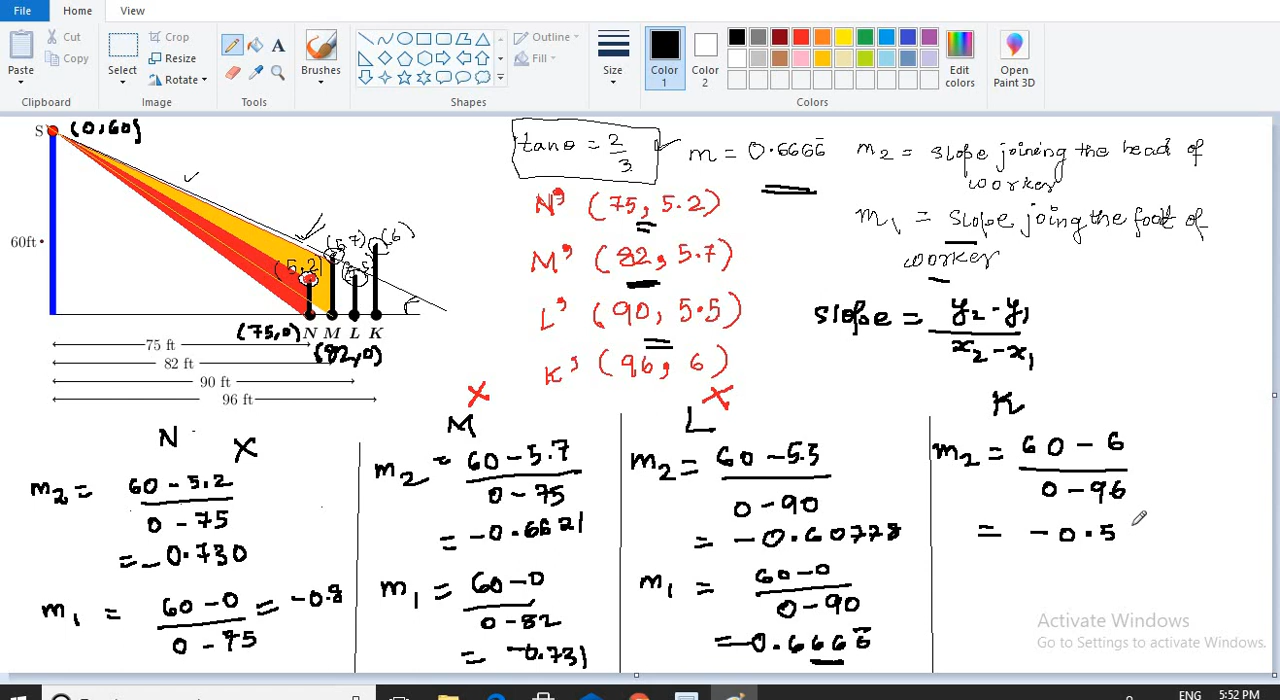 File
Home
View
Cut
Copy
Paste
Clipboard
Select
Crop
Resize
Rotate
Image
A
Tools
Brushes
Shapes
Outline
Fill
Size
Color 1
Color 2
Colors
Edit colors
Open Paint 3D
S (0,60)
60ft
(5.7)
(6)
(5.2)
(75,0) N M L K
(82,0)
75 ft
82 ft
90 ft
96 ft
tanθ = 2/3
m = 0.6666̅
N, (75, 5.2)
M, (82, 5.7)
L, (90, 5.5)
K, (96, 6)
m2 = slope joining the head of
worker
m1 = slope joing the foot of
worker
slope = y2 - y1 / x2 - x1
N X
m2 = 60 - 5.2 / 0 - 75
= -0.730
m1 = 60 - 0 / 0 - 75 = -0.8
M X
m2 = 60 - 5.7 / 0 - 75
= -0.6621
m1 = 60 - 0 / 0 - 82
= -0.731
L X
m2 = 60 - 5.5 / 0 - 90
= -0.60778
m1 = 60 - 0 / 0 - 90
= -0.6666̅
K
m2 = 60 - 6 / 0 - 96
= -0.5
Activate Windows
Go to Settings to activate Windows.
ENG 5:52 PM